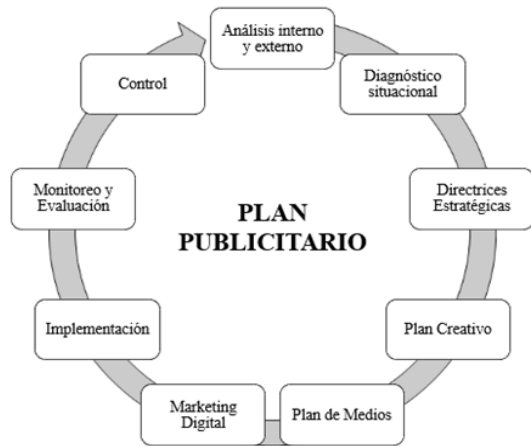 Análisis interno
y externo
Diagnóstico
situacional
Directrices
Estratégicas
Plan Creativo
Plan de Medios
Marketing
Digital
Implementación
Monitoreo y
Evaluación
Control
PLAN
PUBLICITARIO